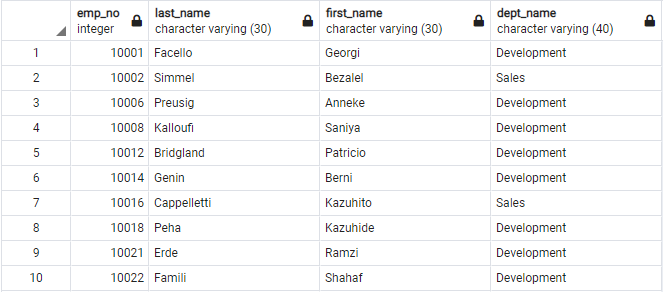 emp_no last_name first_name dept_name
integer character varying (30) character varying (30) character varying (40)
1 10001 Facello Georgi Development
2 10002 Simmel Bezalel Sales
3 10006 Preusig Anneke Development
4 10008 Kalloufi Saniya Development
5 10012 Bridgland Patricio Development
6 10014 Genin Berni Development
7 10016 Cappelletti Kazuhito Sales
8 10018 Peha Kazuhide Development
9 10021 Erde Ramzi Development
10 10022 Famili Shahaf Development